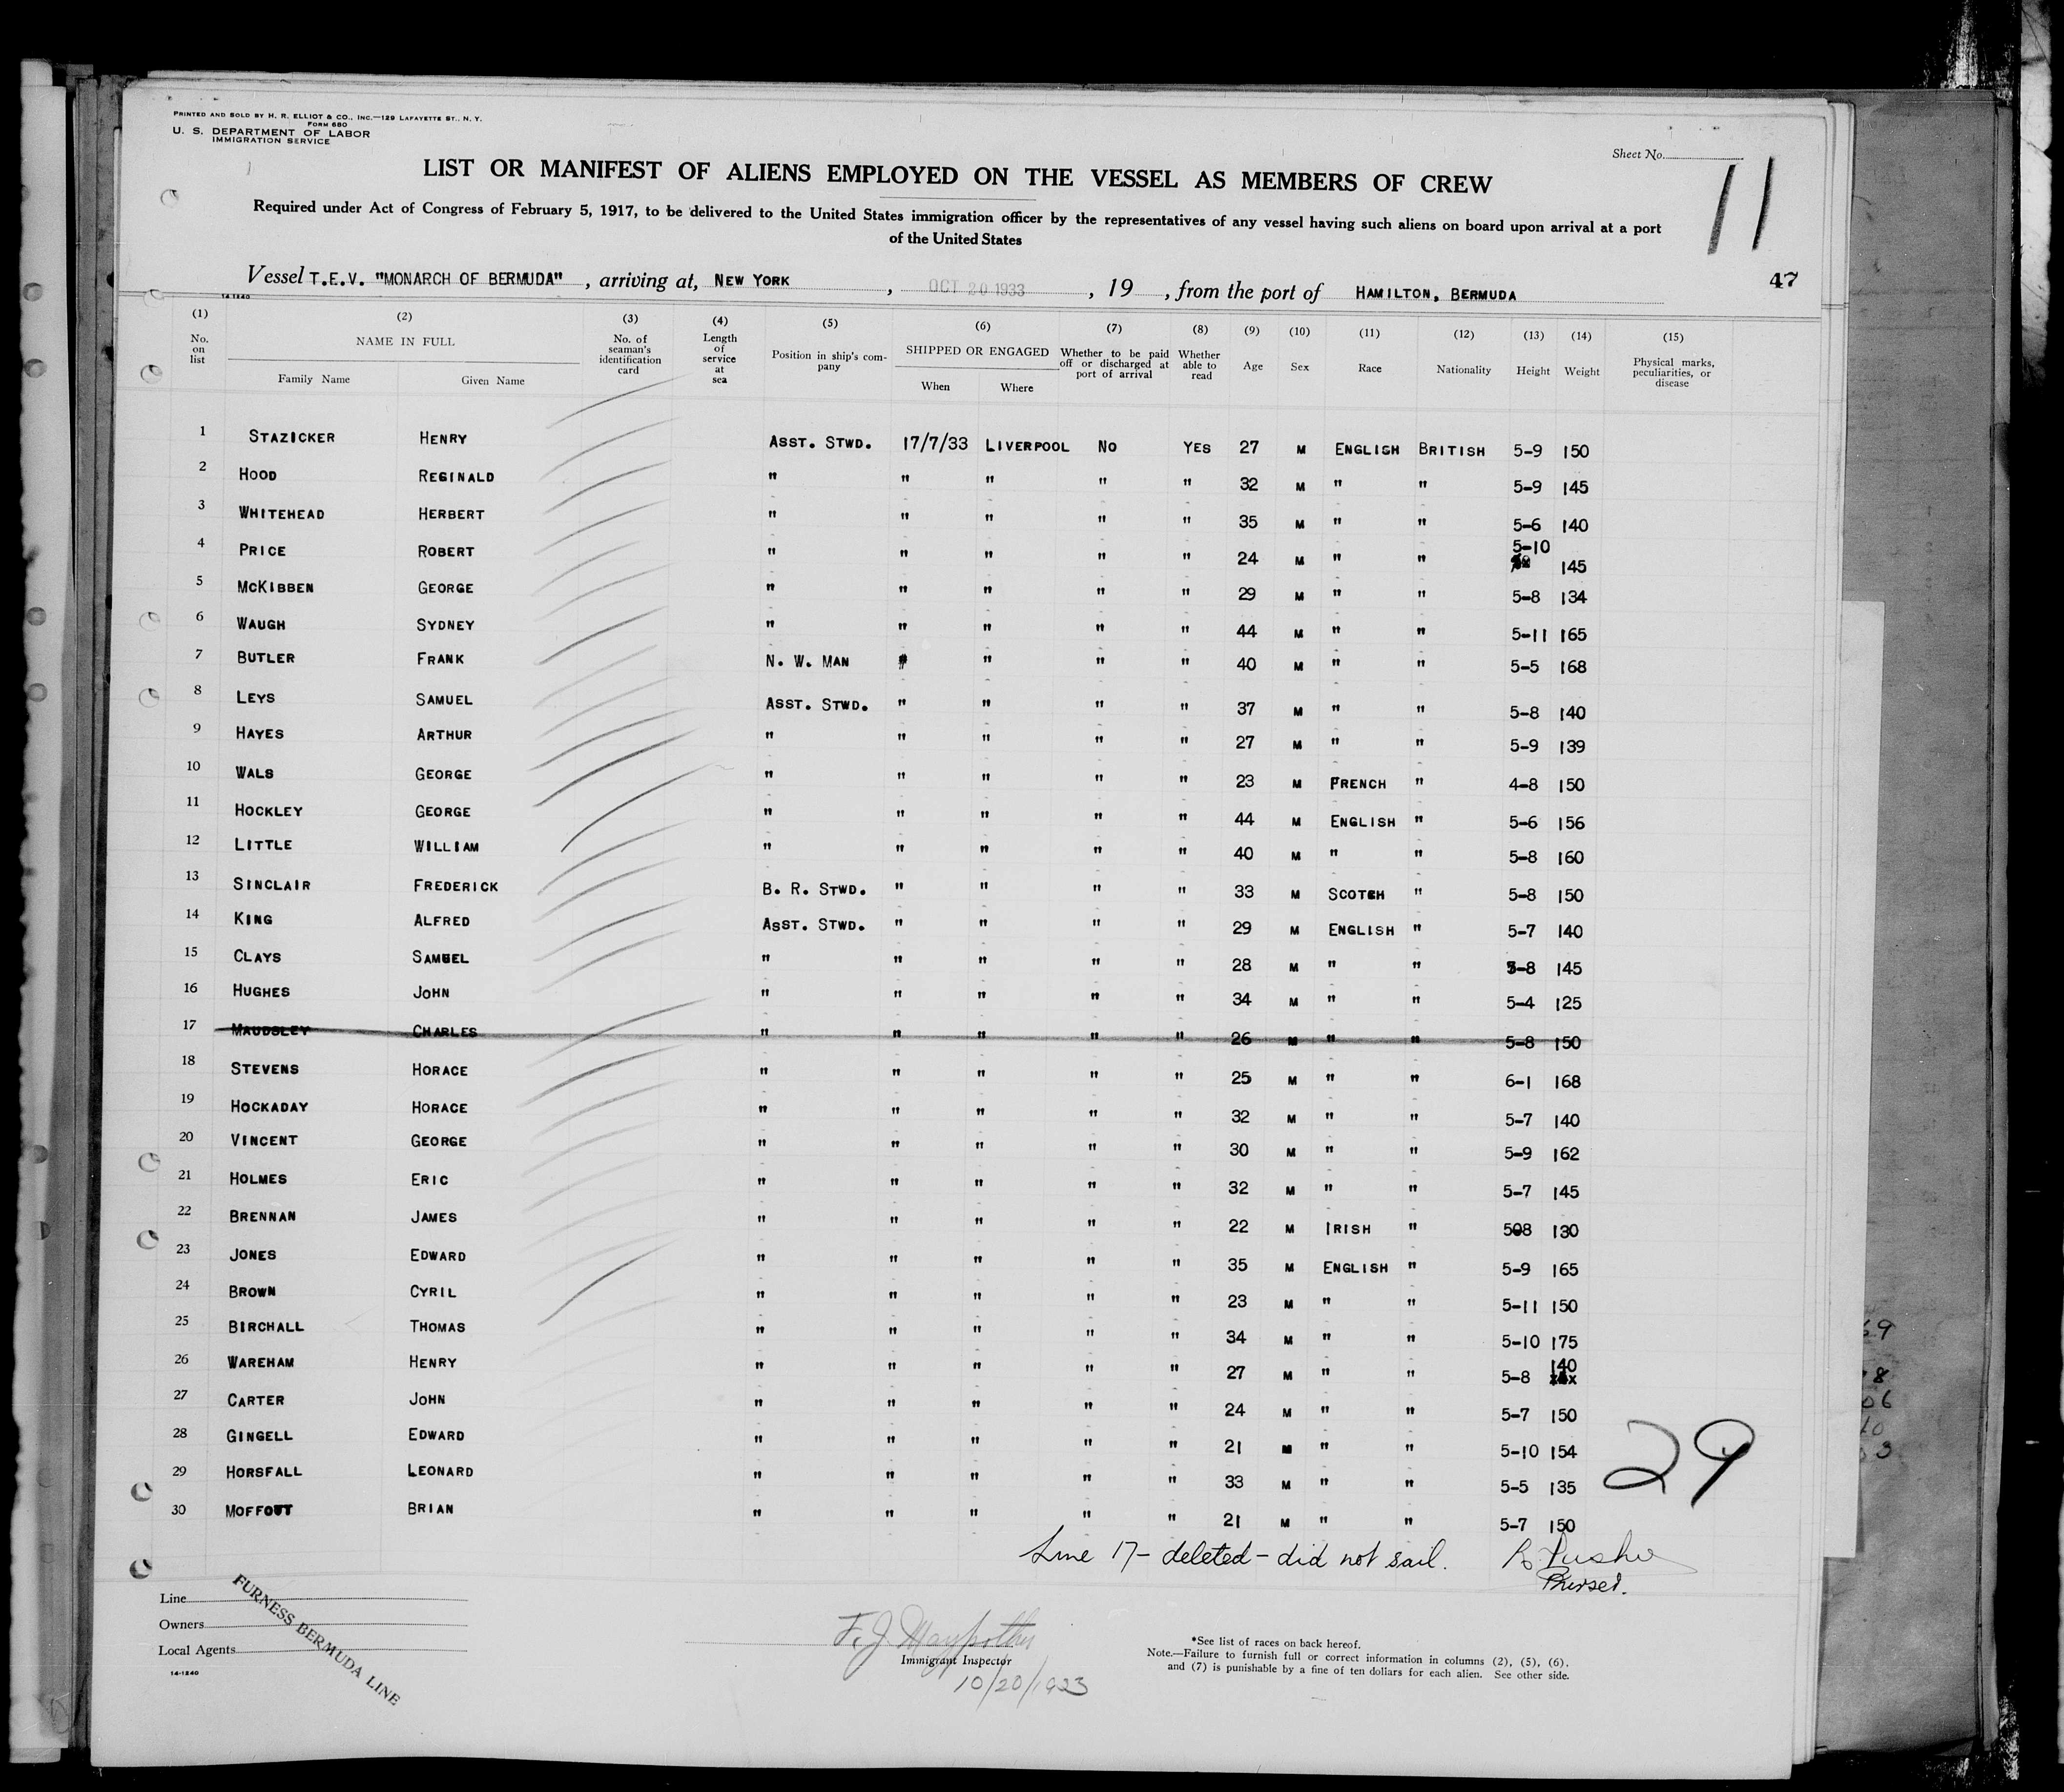 PRINTED AND SOLD BY H. R. ELLIOT & CO., INC.—129 LAFAYETTE ST., N. Y.
FORM 680
U. S. DEPARTMENT OF LABOR
IMMIGRATION SERVICE
Sheet No.
11
LIST OR MANIFEST OF ALIENS EMPLOYED ON THE VESSEL AS MEMBERS OF CREW
Required under Act of Congress of February 5, 1917, to be delivered to the United States immigration officer by the representatives of any vessel having such aliens on board upon arrival at a port
of the United States
Vessel T.E.V. "MONARCH OF BERMUDA" , arriving at, NEW YORK , OCT 20 1933 , 19 , from the port of HAMILTON, BERMUDA
47
14-1240
(1) (2) (3) (4) (5) (6) (7) (8) (9) (10) (11) (12) (13) (14) (15)
No. on list NAME IN FULL Family Name Given Name No. of seaman's identification card Length of service at sea Position in ship's company SHIPPED OR ENGAGED When Where Whether to be paid off or discharged at port of arrival Whether able to read Age Sex Race Nationality Height Weight Physical marks, peculiarities, or disease
1 STAZICKER HENRY ASST. STWD. 17/7/33 LIVERPOOL NO YES 27 M ENGLISH BRITISH 5-9 150
2 HOOD REGINALD " " " " " 32 M " " 5-9 145
3 WHITEHEAD HERBERT " " " " " 35 M " " 5-6 140
4 PRICE ROBERT " " " " " 24 M " " 5-10 145
5 MCKIBBEN GEORGE " " " " " 29 M " " 5-8 134
6 WAUGH SYDNEY " " " " " 44 M " " 5-11 165
7 BUTLER FRANK N. W. MAN " " " " 40 M " " 5-5 168
8 LEYS SAMUEL ASST. STWD. " " " " 37 M " " 5-8 140
9 HAYES ARTHUR " " " " " 27 M " " 5-9 139
10 WALS GEORGE " " " " " 23 M FRENCH " 4-8 150
11 HOCKLEY GEORGE " " " " " 44 M ENGLISH " 5-6 156
12 LITTLE WILLIAM " " " " " 40 M " " 5-8 160
13 SINCLAIR FREDERICK B. R. STWD. " " " " 33 M SCOTCH " 5-8 150
14 KING ALFRED ASST. STWD. " " " " 29 M ENGLISH " 5-7 140
15 CLAYS SAMUEL " " " " " 28 M " " 5-8 145
16 HUGHES JOHN " " " " " 34 M " " 5-4 125
17 MAUDSLEY CHARLES " " " " " 26 M " " 5-8 150
18 STEVENS HORACE " " " " " 25 M " " 6-1 168
19 HOCKADAY HORACE " " " " " 32 M " " 5-7 140
20 VINCENT GEORGE " " " " " 30 M " " 5-9 162
21 HOLMES ERIC " " " " " 32 M " " 5-7 145
22 BRENNAN JAMES " " " " " 22 M IRISH " 508 130
23 JONES EDWARD " " " " " 35 M ENGLISH " 5-9 165
24 BROWN CYRIL " " " " " 23 M " " 5-11 150
25 BIRCHALL THOMAS " " " " " 34 M " " 5-10 175
26 WAREHAM HENRY " " " " " 27 M " " 5-8 140
27 CARTER JOHN " " " " " 24 M " " 5-7 150
28 GINGELL EDWARD " " " " " 21 M " " 5-10 154
29 HORSFALL LEONARD " " " " " 33 M " " 5-5 135
30 MOFFOUT BRIAN " " " " " 21 M " " 5-7 150
29
Line 17 - deleted - did not sail.
Purser.
Line
Owners
Local Agents
FURNESS BERMUDA LINE
14-1240
F. J.
Immigrant Inspector
10/20/1933
*See list of races on back hereof.
Note.—Failure to furnish full or correct information in columns (2), (5), (6),
and (7) is punishable by a fine of ten dollars for each alien. See other side.